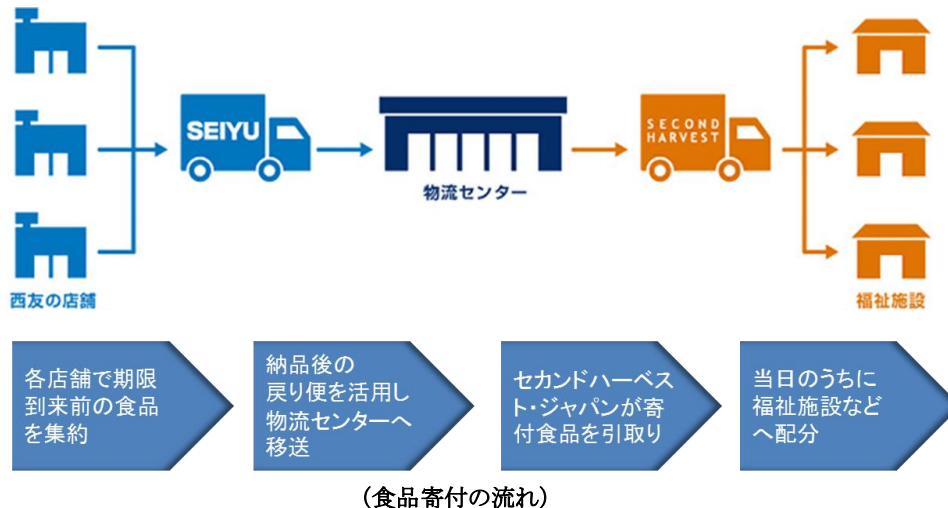 SEIYU
SECOND
HARVEST
物流センター
西友の店舗
福祉施設
各店舗で期限
到来前の食品
を集約
納品後の
戻り便を活用し
物流センターへ
移送
セカンドハーベス
ト・ジャパンが寄
付食品を引取り
当日のうちに
福祉施設など
へ配分
(食品寄付の流れ)